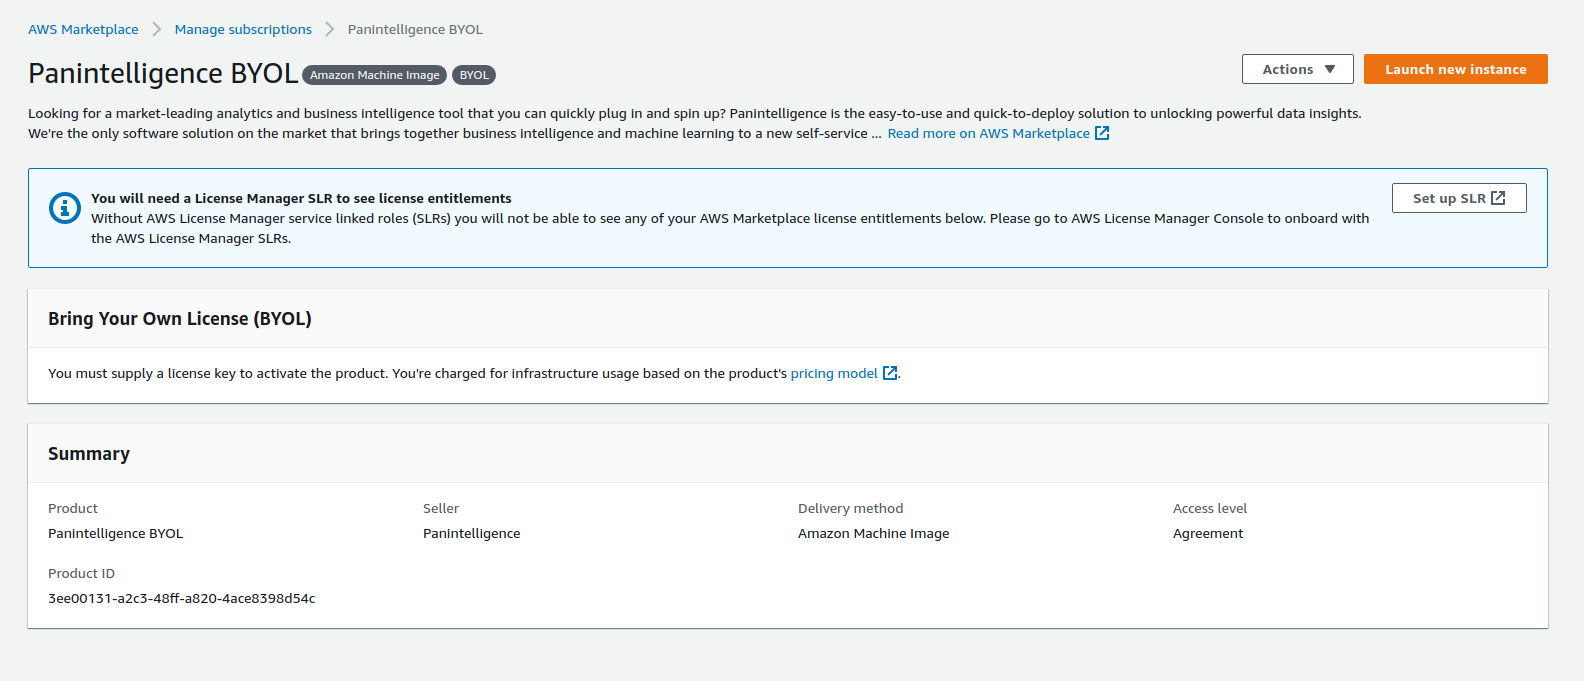 AWS Marketplace > Manage subscriptions > Panintelligence BYOL
Panintelligence BYOL Amazon Machine Image BYOL
Actions Launch new instance
Looking for a market-leading analytics and business intelligence tool that you can quickly plug in and spin up? Panintelligence is the easy-to-use and quick-to-deploy solution to unlocking powerful data insights.
We're the only software solution on the market that brings together business intelligence and machine learning to a new self-service ... Read more on AWS Marketplace
You will need a License Manager SLR to see license entitlements
Without AWS License Manager service linked roles (SLRs) you will not be able to see any of your AWS Marketplace license entitlements below. Please go to AWS License Manager Console to onboard with
the AWS License Manager SLRs.
Set up SLR
Bring Your Own License (BYOL)
You must supply a license key to activate the product. You're charged for infrastructure usage based on the product's pricing model.
Summary
Product
Panintelligence BYOL
Seller
Panintelligence
Delivery method
Amazon Machine Image
Access level
Agreement
Product ID
3ee00131-a2c3-48ff-a820-4ace8398d54c